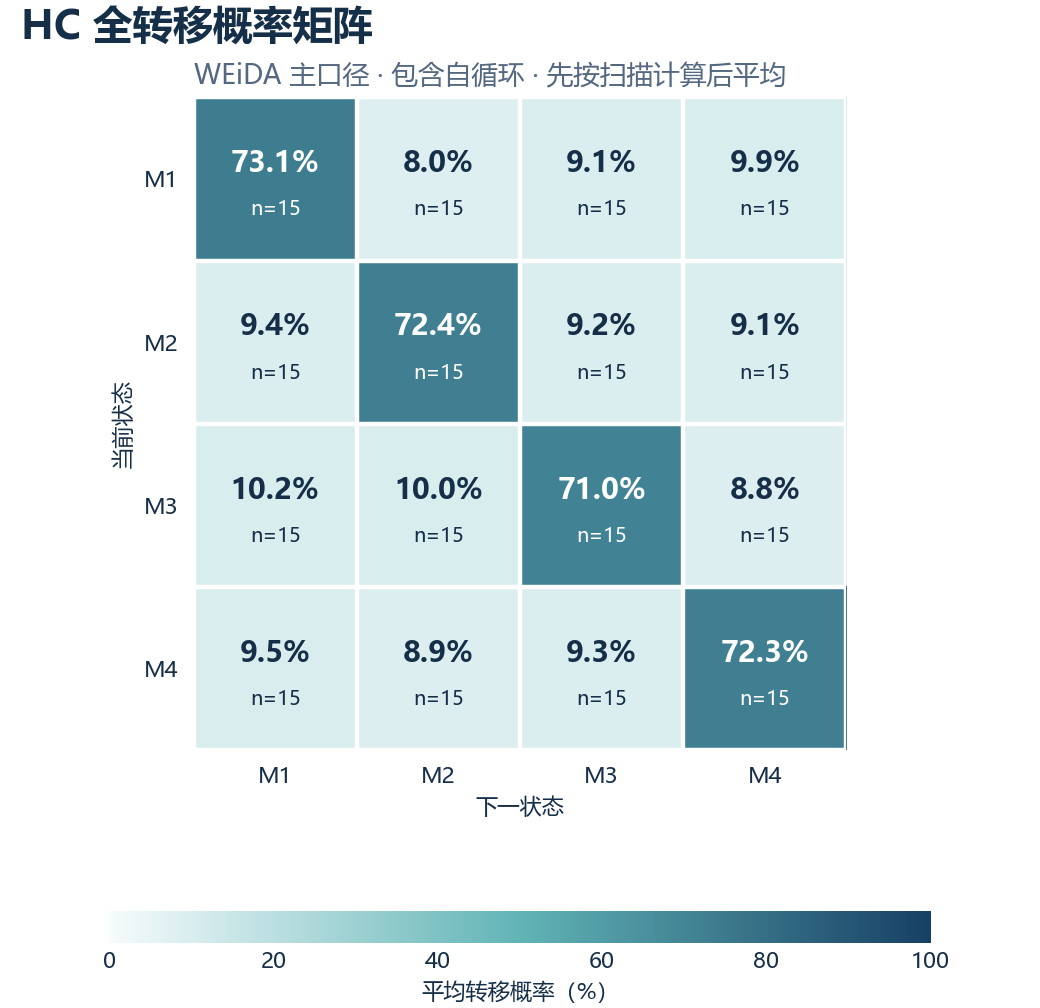 HC 全转移概率矩阵
WEiDA 主口径 · 包含自循环 · 先按扫描计算后平均
73.1% 8.0% 9.1% 9.9%
M1
n=15 n=15 n=15 n=15
9.4% 72.4% 9.2% 9.1%
M2
n=15 n=15 n=15 n=15
当前状态
10.2% 10.0% 71.0% 8.8%
M3
n=15 n=15 n=15 n=15
9.5% 8.9% 9.3% 72.3%
M4
n=15 n=15 n=15 n=15
M1 M2 M3 M4
下一状态
0 20 40 60 80 100
平均转移概率（%）